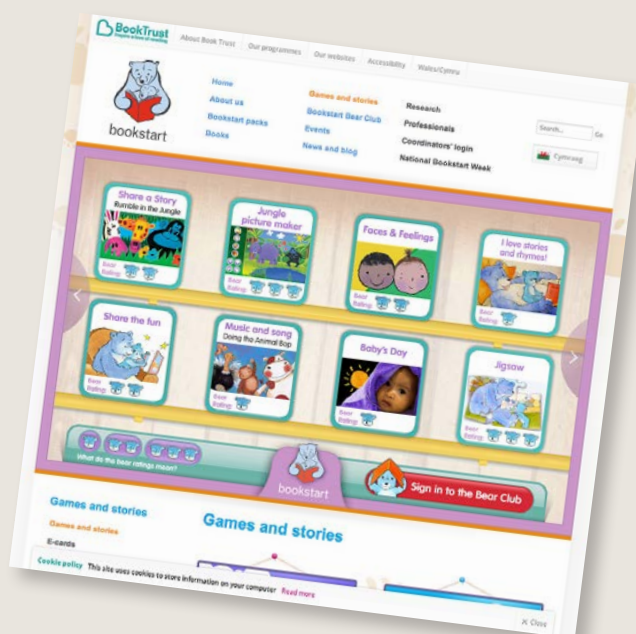 BookTrust
About Book Trust
Our programmes
Our websites
Accessibility
Wales/Cymru
bookstart
Home
About us
Bookstart packs
Books
Games and stories
Bookstart Bear Club
Events
News and blog
Research
Professionals
Coordinators' login
National Bookstart Week
Search...
Go
Cymraeg
Share a Story
Rumble in the Jungle
Bear
Rating:
Jungle
picture maker
Bear
Rating:
Faces & Feelings
Bear
Rating:
I love stories
and rhymes!
Bear
Rating:
Share the fun
Bear
Rating:
Music and song
Doing the Animal Bop
Bear
Rating:
Baby's Day
Bear
Rating:
Jigsaw
Bear
Rating:
What do the bear ratings mean?
bookstart
Sign in to the Bear Club
Games and stories
Games and stories
E-cards
Games and stories
Cookie policy This site uses cookies to store information on your computer Read more
X Close